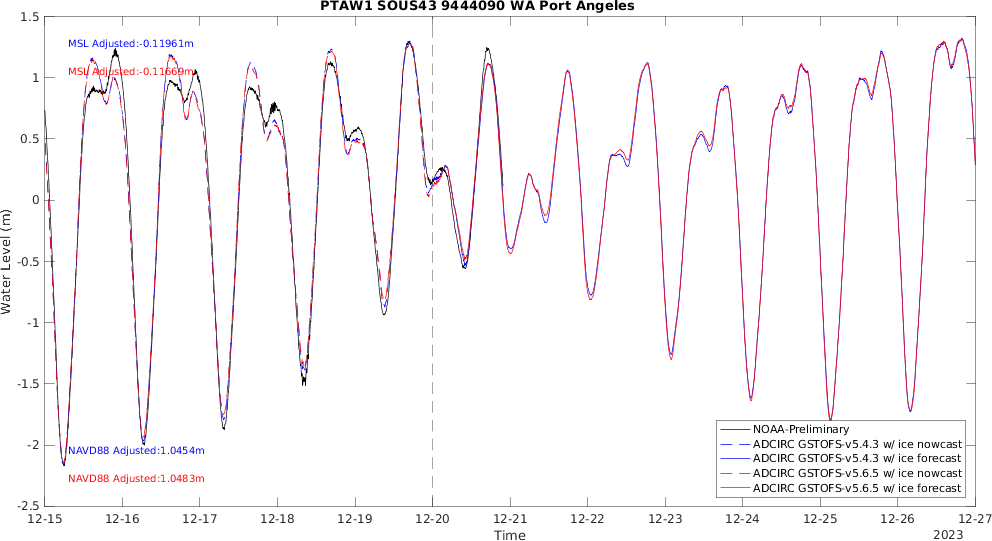 PTAW1 SOUS43 9444090 WA Port Angeles
1.5
1
0.5
0
-0.5
-1
-1.5
-2
-2.5
Water Level (m)
MSL Adjusted:-0.11961m
MSL Adjusted:-0.11669m
NAVD88 Adjusted:1.0454m
NAVD88 Adjusted:1.0483m
NOAA-Preliminary
ADCIRC GSTOFS-v5.4.3 w/ ice nowcast
ADCIRC GSTOFS-v5.4.3 w/ ice forecast
ADCIRC GSTOFS-v5.6.5 w/ ice nowcast
ADCIRC GSTOFS-v5.6.5 w/ ice forecast
12-15 12-16 12-17 12-18 12-19 12-20 12-21 12-22 12-23 12-24 12-25 12-26 12-27
Time
2023